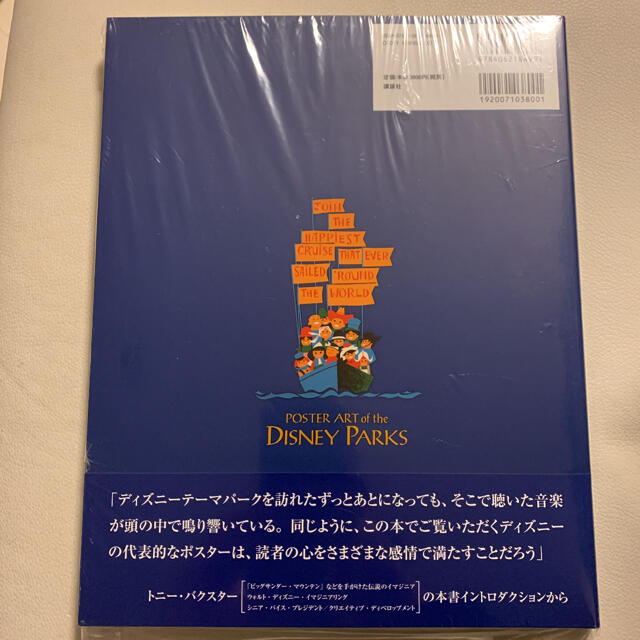 定価:本体3800円(税別)
講談社
1920071038001
JOIN
THE
HAPPIEST
CRUISE THAT EVER
SAILED 'ROUND
THE WORLD
POSTER ART of the
DISNEY PARKS
「ディズニーテーマパークを訪れたずっとあとになっても、そこで聴いた音楽
が頭の中で鳴り響いている。同じように、この本でご覧いただくディズニー
の代表的なポスターは、読者の心をさまざまな感情で満たすことだろう」
トニー・バクスター
「ビッグサンダー・マウンテン」などを手がけた伝説のイマジニア
ウォルト・ディズニー・イマジニアリング
シニア・バイス・プレジデント/クリエイティブ・ディベロップメント
の本書イントロダクションから